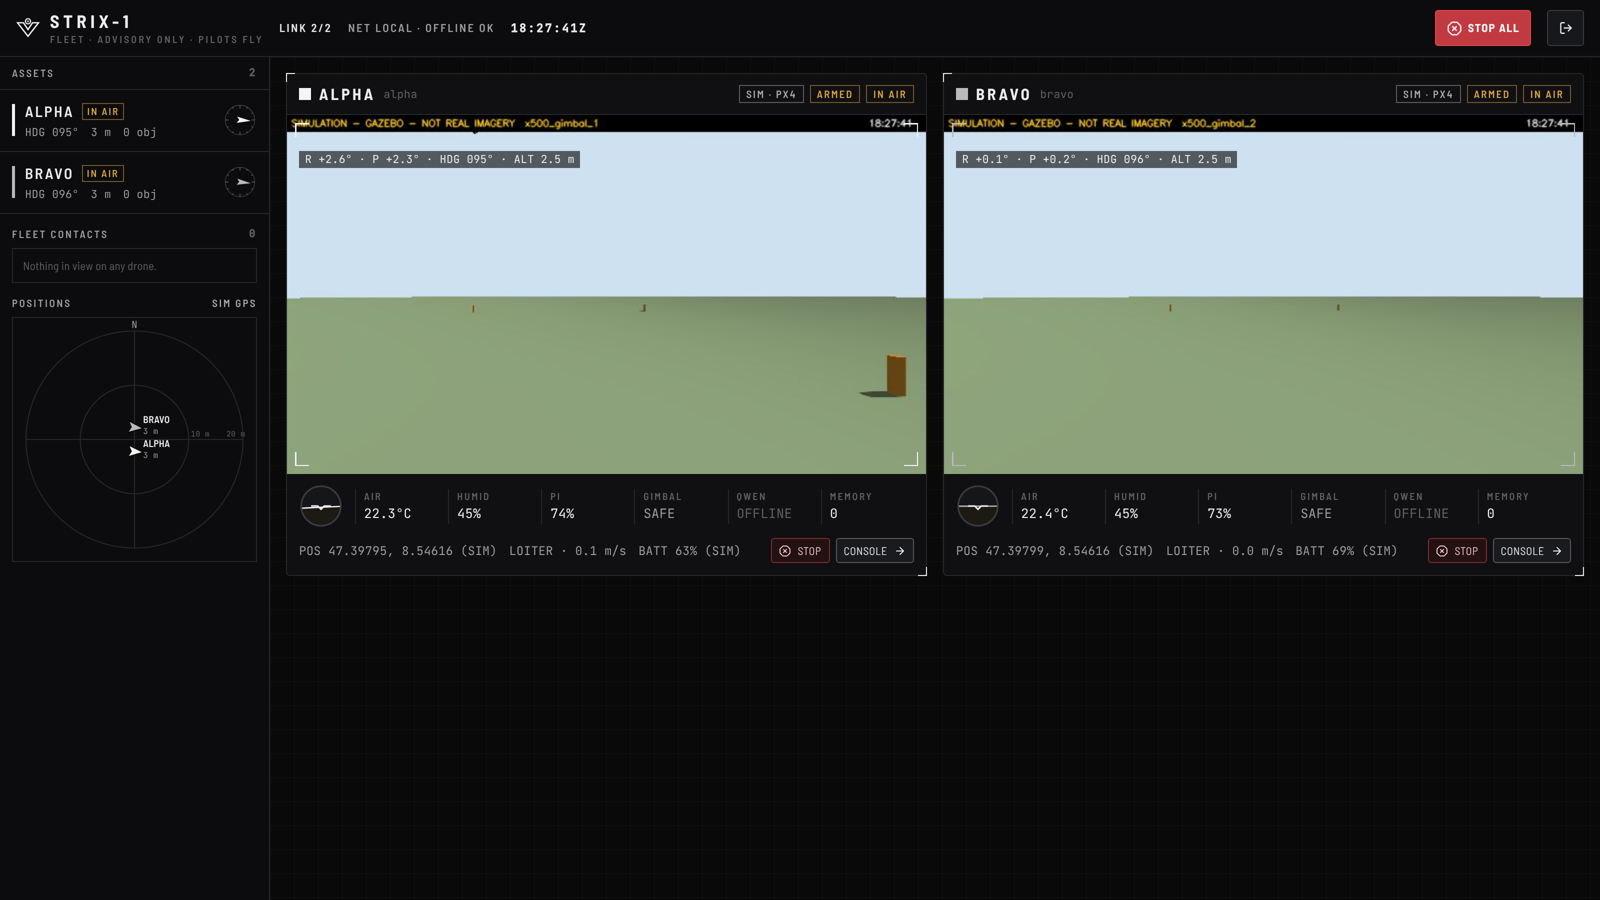 STRIX-1
FLEET · ADVISORY ONLY · PILOTS FLY
LINK 2/2 NET LOCAL · OFFLINE OK 18:27:41Z
STOP ALL
ASSETS 2
ALPHA IN AIR
HDG 095° 3 m 0 obj
BRAVO IN AIR
HDG 096° 3 m 0 obj
FLEET CONTACTS 0
Nothing in view on any drone.
POSITIONS SIM GPS
N
BRAVO
3 m
10 m 20 m
ALPHA
3 m
ALPHA alpha SIM · PX4 ARMED IN AIR
SIMULATION – GAZEBO – NOT REAL IMAGERY x500_gimbal_1 18:27:41
R +2.6° · P +2.3° · HDG 095° · ALT 2.5 m
AIR HUMID PI GIMBAL QWEN MEMORY
22.3°C 45% 74% SAFE OFFLINE 0
POS 47.39795, 8.54616 (SIM) LOITER · 0.1 m/s BATT 63% (SIM) STOP CONSOLE
BRAVO bravo SIM · PX4 ARMED IN AIR
SIMULATION – GAZEBO – NOT REAL IMAGERY x500_gimbal_2 18:27:41
R +0.1° · P +0.2° · HDG 096° · ALT 2.5 m
AIR HUMID PI GIMBAL QWEN MEMORY
22.4°C 45% 73% SAFE OFFLINE 0
POS 47.39799, 8.54616 (SIM) LOITER · 0.0 m/s BATT 69% (SIM) STOP CONSOLE